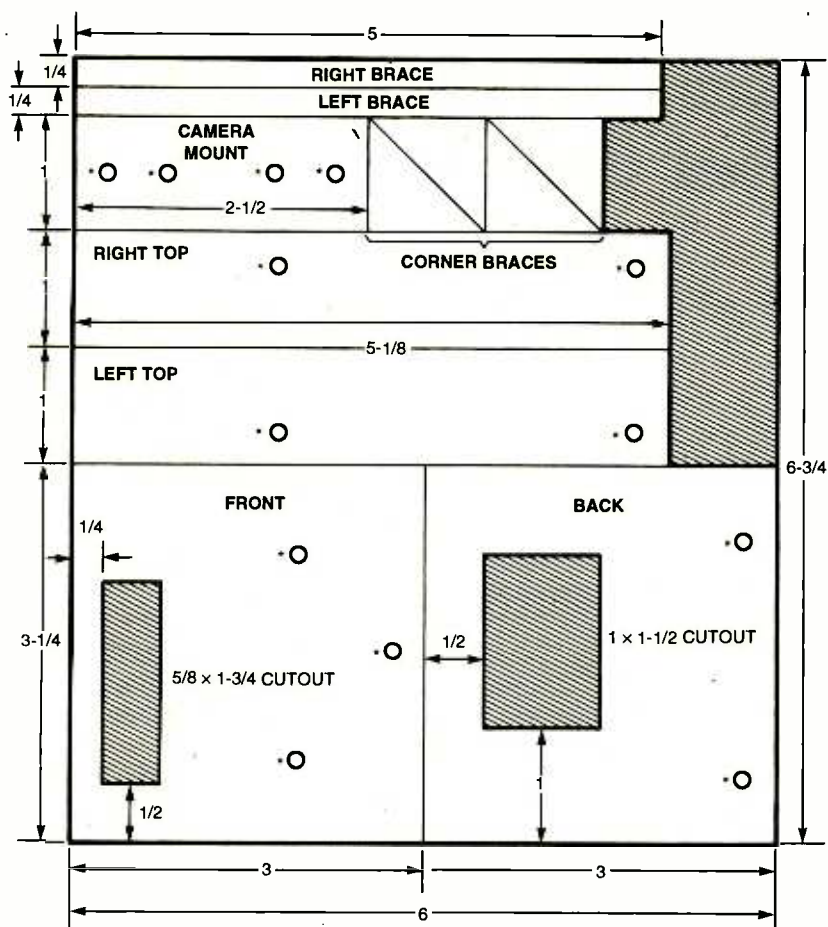 5
1/4
RIGHT BRACE
1/4
LEFT BRACE
CAMERA
MOUNT
1
2-1/2
RIGHT TOP
CORNER BRACES
1
5-1/8
LEFT TOP
1
6-3/4
FRONT
BACK
1/4
3-1/4
1/2
1 × 1-1/2 CUTOUT
5/8 × 1-3/4 CUTOUT
1
1/2
3
3
6